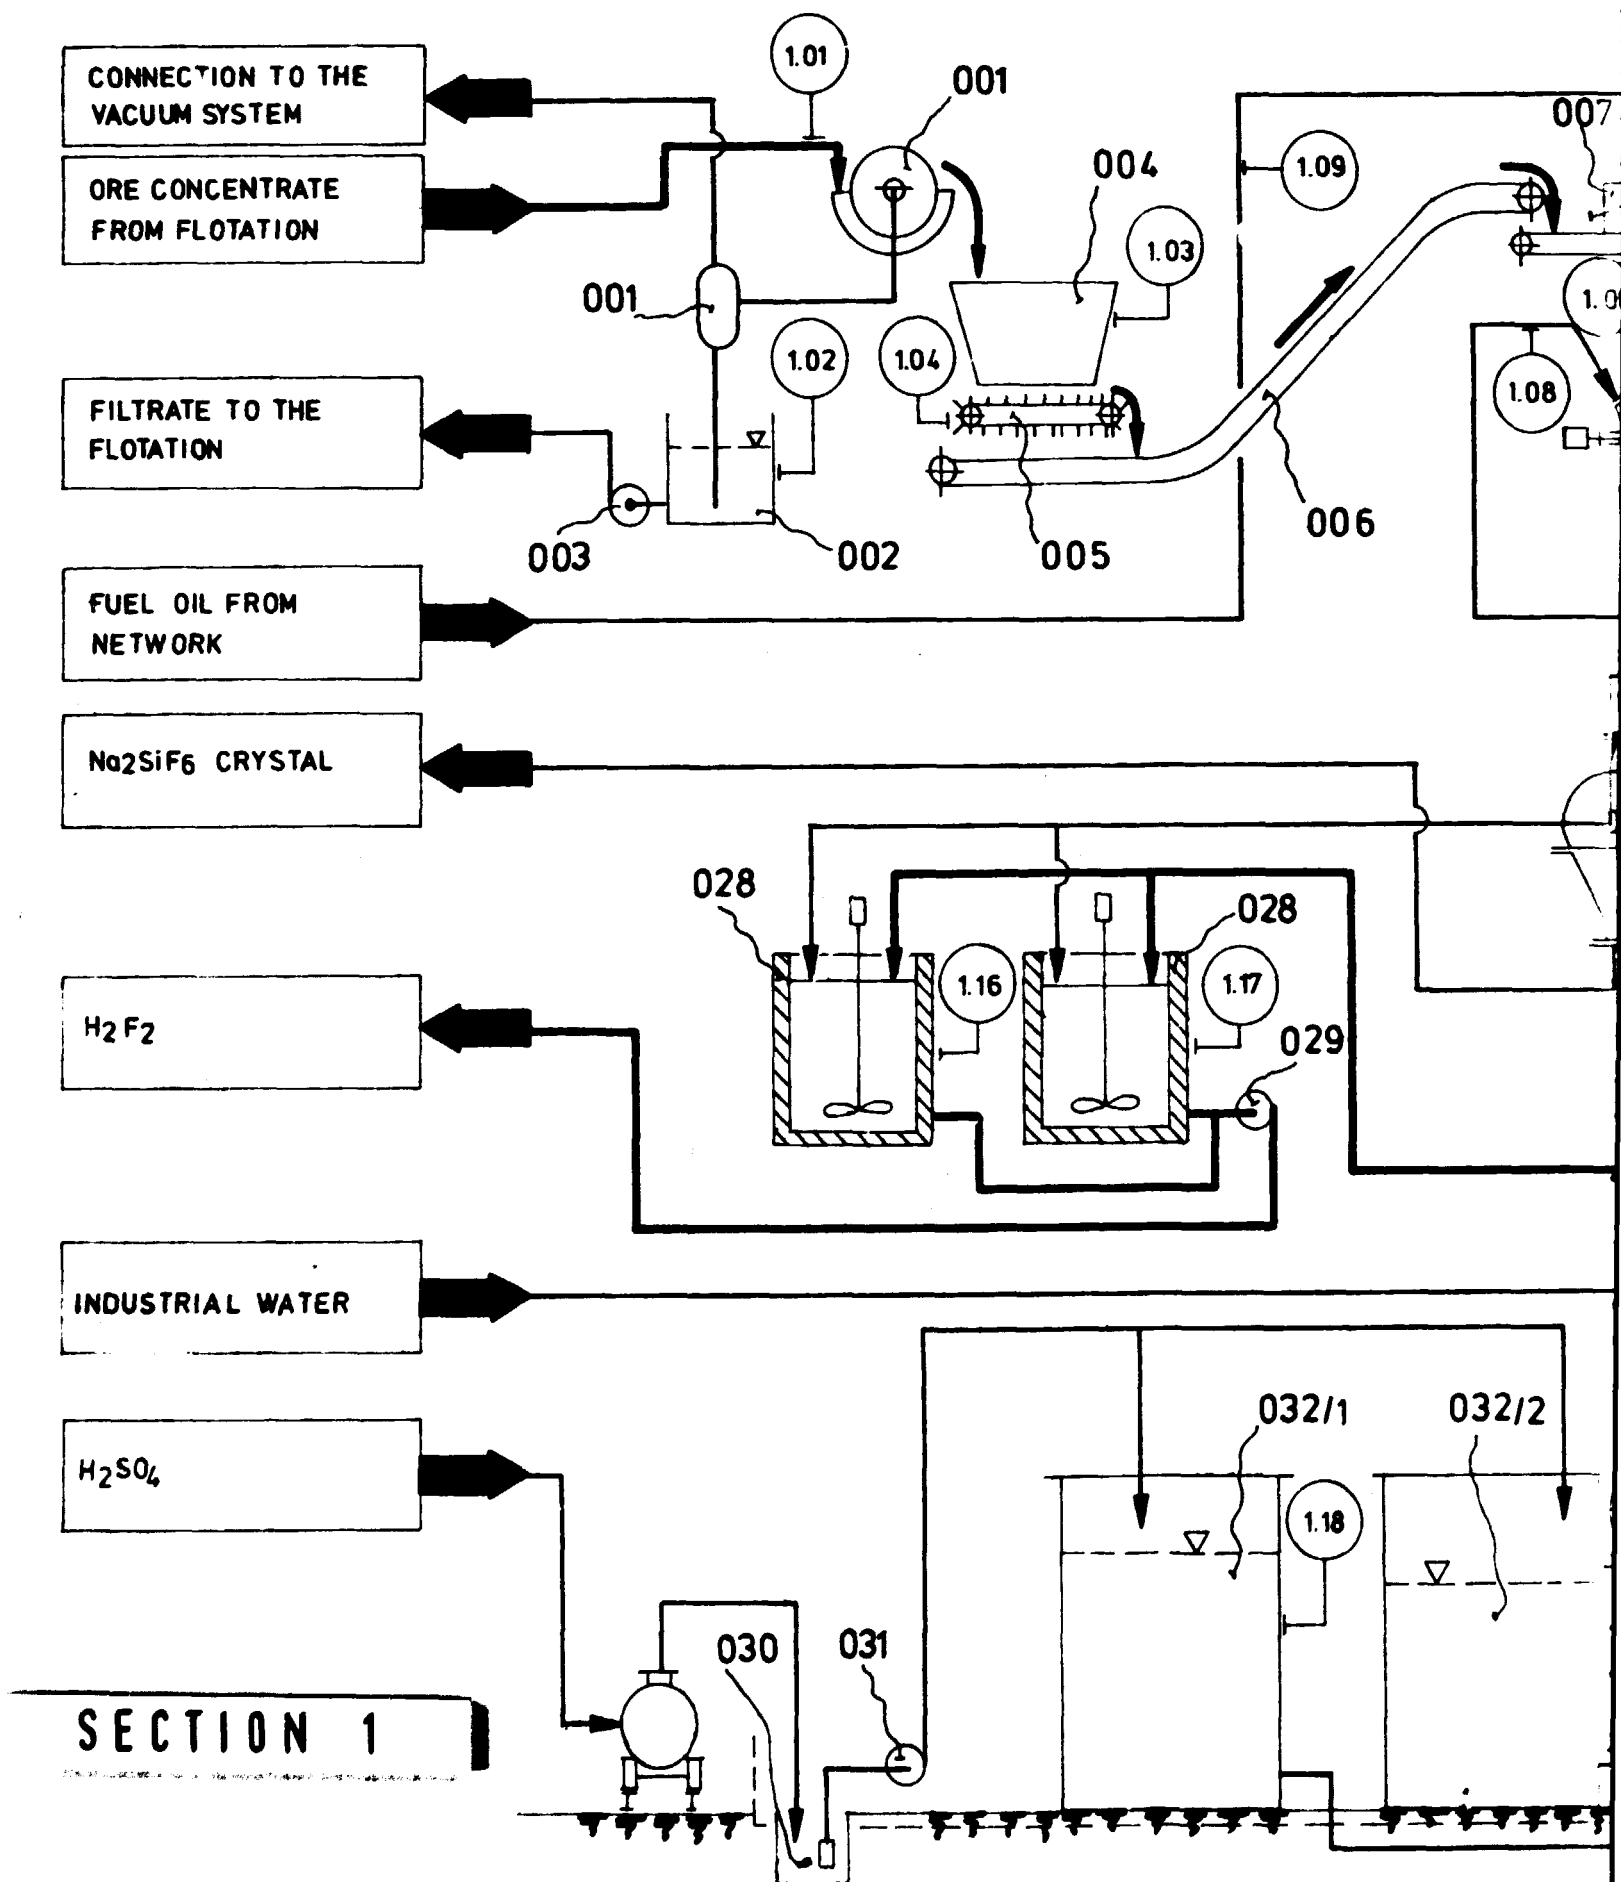 CONNECTION TO THE
VACUUM SYSTEM
ORE CONCENTRATE
FROM FLOTATION
FILTRATE TO THE
FLOTATION
FUEL OIL FROM
NETWORK
Na2SiF6 CRYSTAL
H2F2
INDUSTRIAL WATER
H2SO4
SECTION 1
1.01
001
004
1.03
1.09
007
001
1.02
1.04
1.08
003
002
005
006
028
028
1.16
1.17
029
032/1
032/2
1.18
030
031